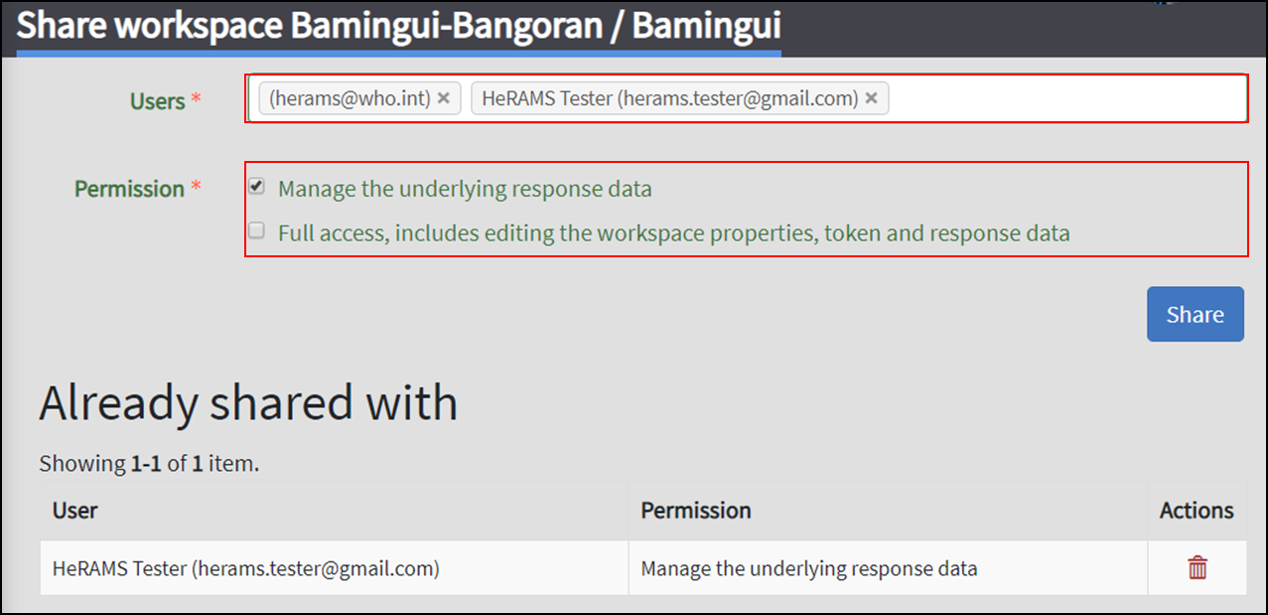 Share workspace Bamingui-Bangoran / Bamingui
Users * (herams@who.int) × HeRAMS Tester (herams.tester@gmail.com) ×
Permission * Manage the underlying response data
Full access, includes editing the workspace properties, token and response data
Share
Already shared with
Showing 1-1 of 1 item.
User Permission Actions
HeRAMS Tester (herams.tester@gmail.com) Manage the underlying response data